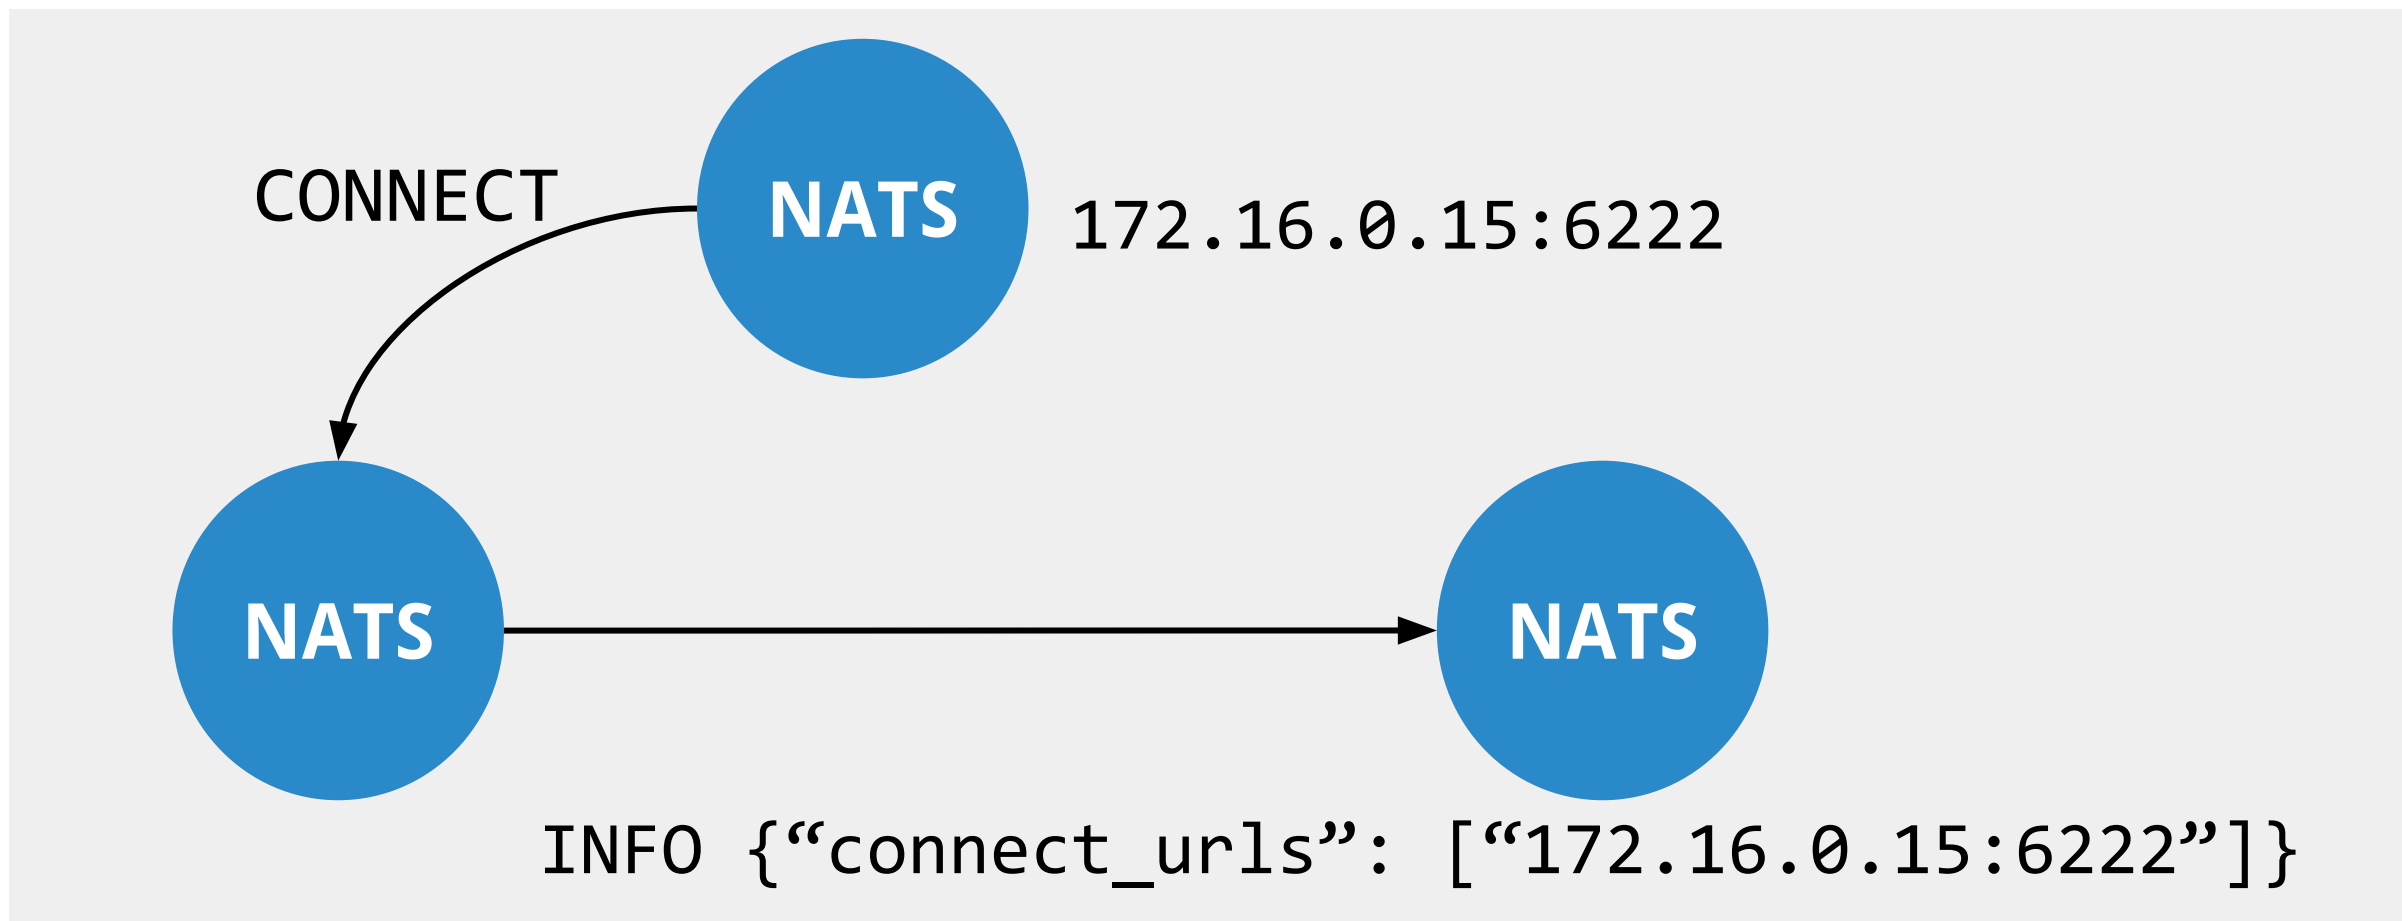 CONNECT
NATS
172.16.0.15:6222
NATS
NATS
INFO {“connect_urls”: [“172.16.0.15:6222”]}